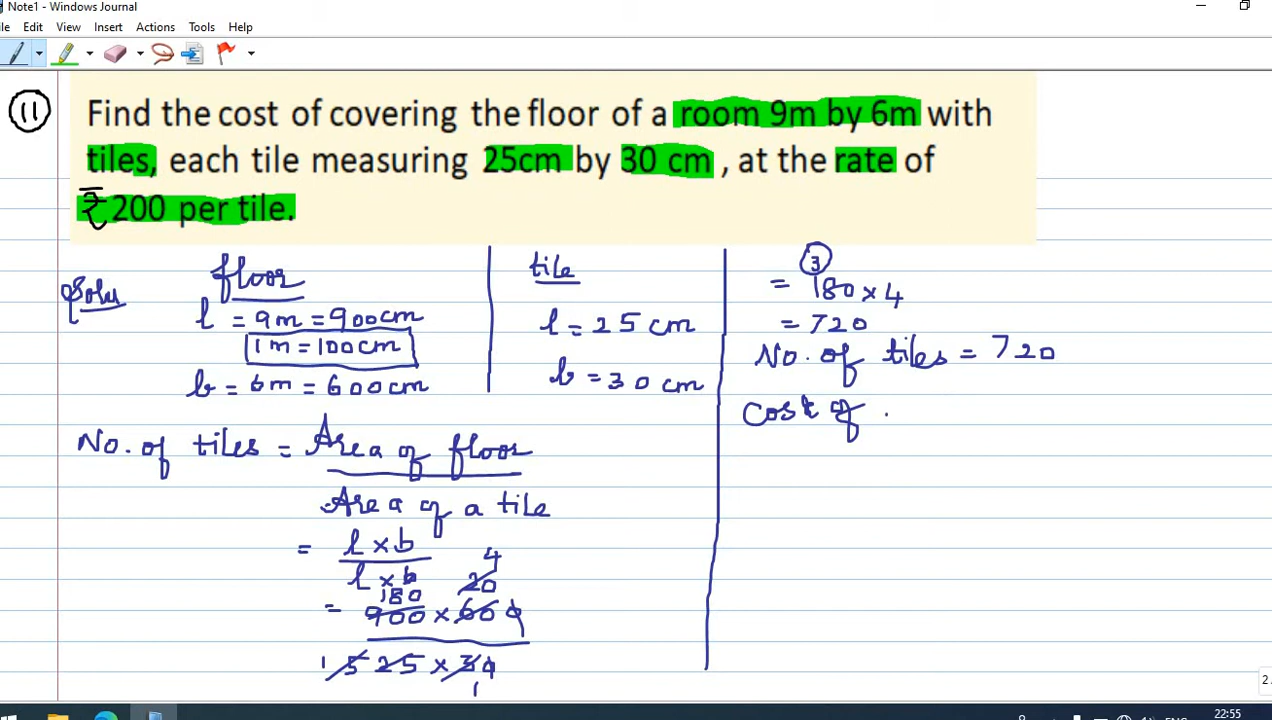 Note1 - Windows Journal
ile Edit View Insert Actions Tools Help
11
Find the cost of covering the floor of a room 9m by 6m with
tiles, each tile measuring 25cm by 30 cm , at the rate of
₹200 per tile.
Solu
floor
l = 9m = 900cm
1m = 100cm
b = 6m = 600cm
No. of tiles = Area of floor
Area of a tile
= l × b
l × b
4
180 20
= 900 × 600
1 5 25 × 30
1
tile
l = 25 cm
b = 30 cm
3
= 180 × 4
= 720
No. of tiles = 720
Cost of
2
22:55